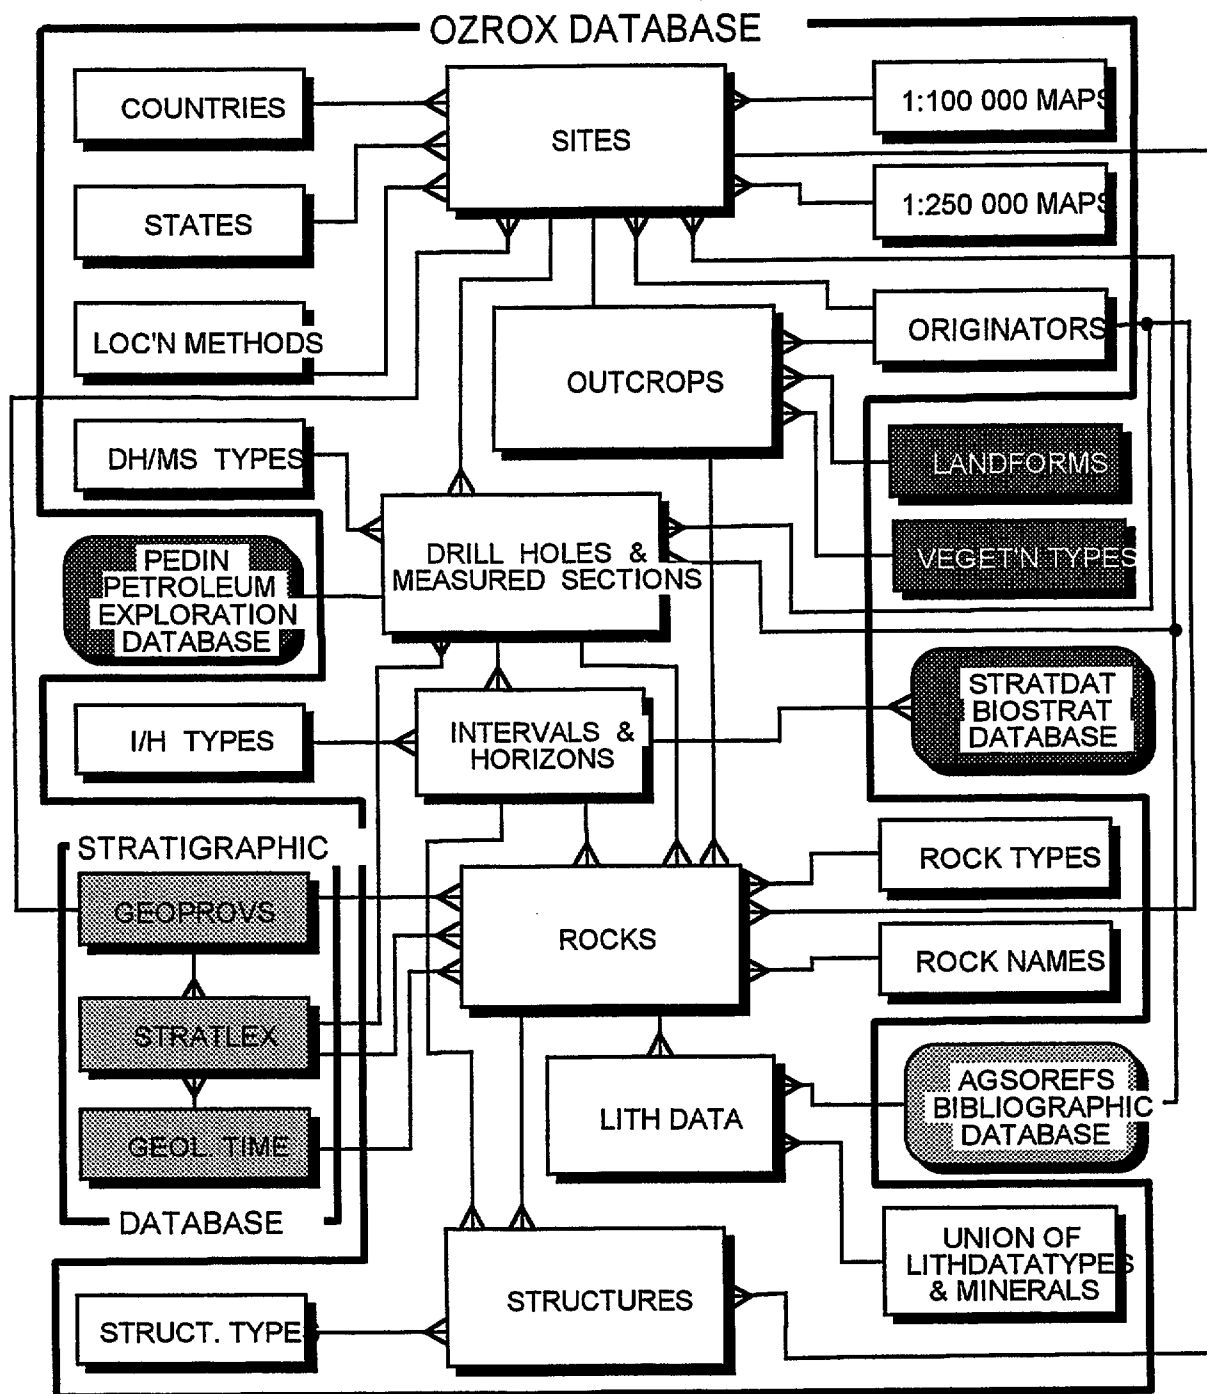 OZROX DATABASE
COUNTRIES
SITES
1:100 000 MAPS
STATES
1:250 000 MAPS
LOC'N METHODS
ORIGINATORS
OUTCROPS
DH/MS TYPES
LANDFORMS
DRILL HOLES &
MEASURED SECTIONS
VEGET'N TYPES
PEDIN
PETROLEUM
EXPLORATION
DATABASE
STRATDAT
BIOSTRAT
DATABASE
I/H TYPES
INTERVALS &
HORIZONS
STRATIGRAPHIC
GEOPROVS
STRATLEX
GEOL. TIME
DATABASE
ROCKS
ROCK TYPES
ROCK NAMES
LITH DATA
AGSOREFS
BIBLIOGRAPHIC
DATABASE
UNION OF
LITHDATATYPES
& MINERALS
STRUCTURES
STRUCT. TYPE